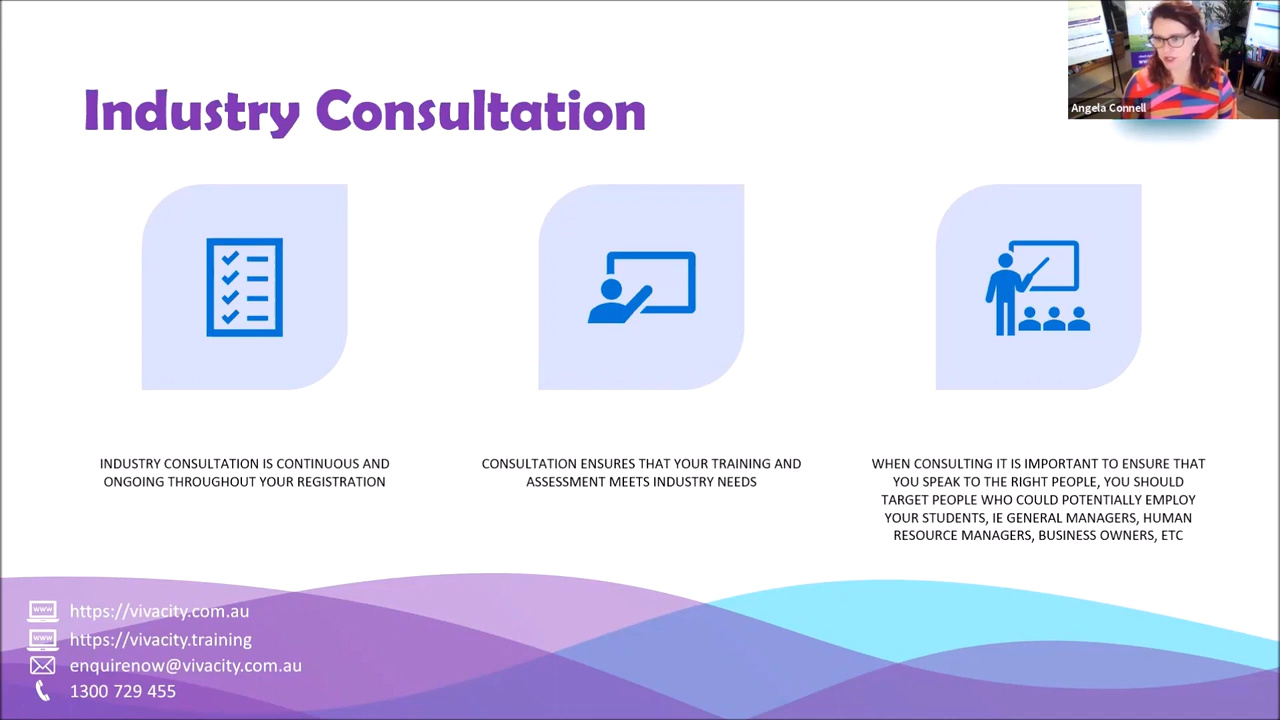 Angela Connell
Industry Consultation
INDUSTRY CONSULTATION IS CONTINUOUS AND
ONGOING THROUGHOUT YOUR REGISTRATION
CONSULTATION ENSURES THAT YOUR TRAINING AND
ASSESSMENT MEETS INDUSTRY NEEDS
WHEN CONSULTING IT IS IMPORTANT TO ENSURE THAT
YOU SPEAK TO THE RIGHT PEOPLE, YOU SHOULD
TARGET PEOPLE WHO COULD POTENTIALLY EMPLOY
YOUR STUDENTS, IE GENERAL MANAGERS, HUMAN
RESOURCE MANAGERS, BUSINESS OWNERS, ETC
WWW https://vivacity.com.au
WWW https://vivacity.training
enquirenow@vivacity.com.au
1300 729 455